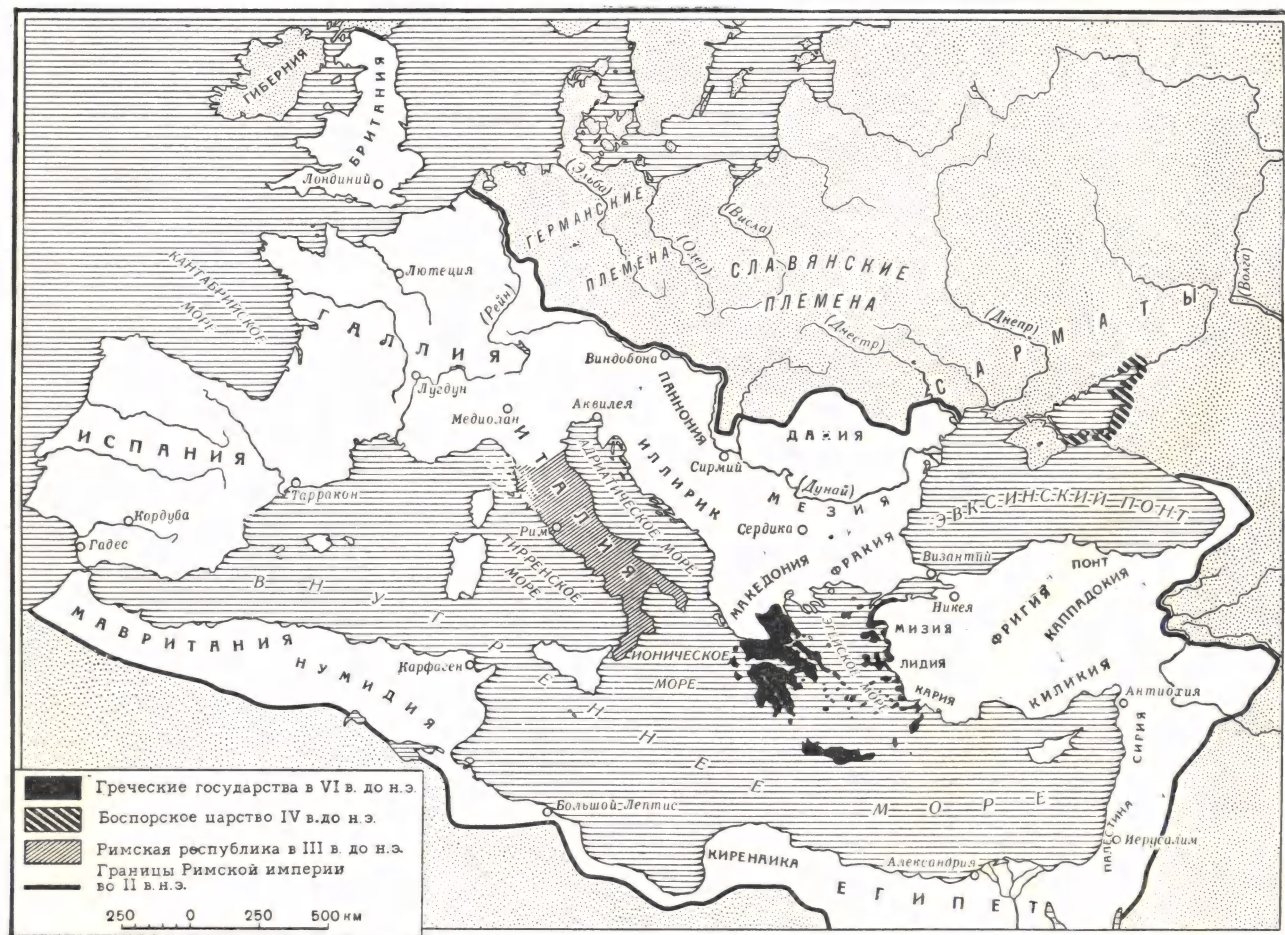 ГИБЕРНИЯ
БРИТАНИЯ
Лондиний
КАНТАБРИЙСКОЕ
МОРЕ
Лютеция
ГАЛЛИЯ
(Рейн)
Лугдун
(Эльба)
ГЕРМАНСКИЕ
ПЛЕМЕНА
(Одер)
(Висла)
СЛАВЯНСКИЕ
ПЛЕМЕНА
(Днестр)
(Днепр)
(Волга)
САРМАТЫ
Виндобона
ПАННОНИЯ
Медиолан
Аквилея
ИТАЛИЯ
ИЛЛИРИК
Сирмий
ДАКИЯ
(Дунай)
МЕЗИЯ
Сердика
ИСПАНИЯ
Тарракон
Кордуба
Гадес
Рим
АДРИАТИЧЕСКОЕ МОРЕ
ТИРРЕНСКОЕ
МОРЕ
ЭВКСИНСКИЙ ПОНТ
МАКЕДОНИЯ
ФРАКИЯ
Византий
Никея
ПОНТ
ФРИГИЯ
КАППАДОКИЯ
МИЗИЯ
ЛИДИЯ
КАРИЯ
КИЛИКИЯ
ЭГЕЙСКОЕ МОРЕ
ИОНИЧЕСКОЕ
МОРЕ
МАВРИТАНИЯ
НУМИДИЯ
Карфаген
ВНУТРЕННЕЕ МОРЕ
Антиохия
СИРИЯ
ПАЛЕСТИНА
Иерусалим
Большой Лептис
КИРЕНАИКА
Александрия
ЕГИПЕТ
Греческие государства в VI в. до н.э.
Боспорское царство IV в. до н.э.
Римская республика в III в. до н.э.
Границы Римской империи
во II в. н.э.
250 0 250 500 км